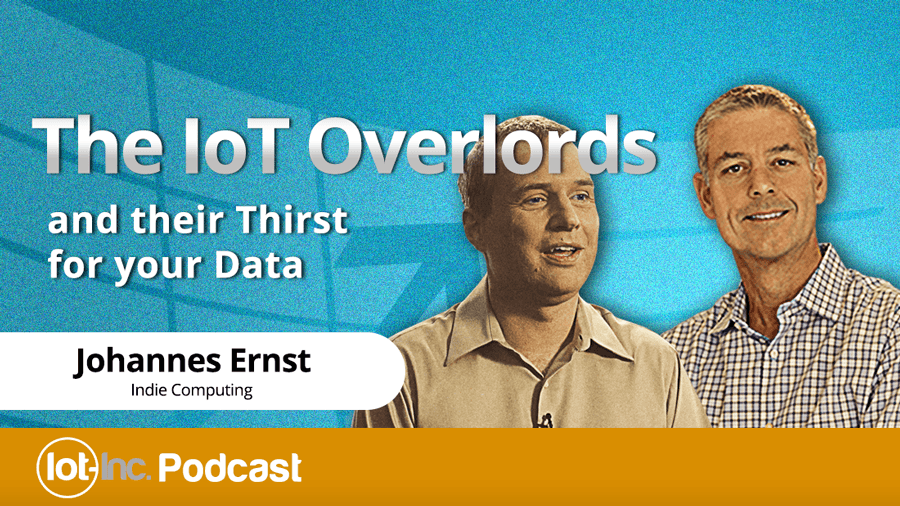 The IoT Overlords
and their Thirst
for your Data
Johannes Ernst
Indie Computing
Iot-Inc. Podcast